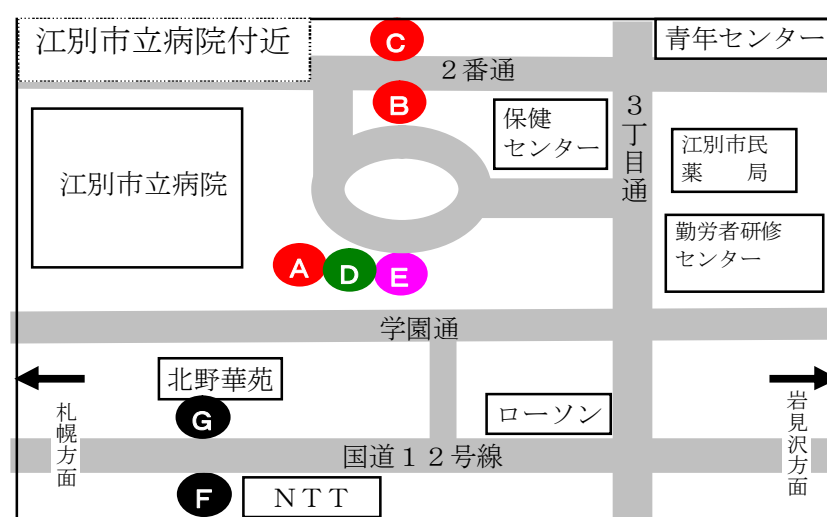 江別市立病院付近
C
青年センター
２番通
B
保健
センター
３丁目通
江別市民
薬　　局
江別市立病院
勤労者研修
センター
A
D
E
学園通
北野華苑
G
ローソン
札幌方面
岩見沢方面
国道１２号線
F
ＮＴＴ